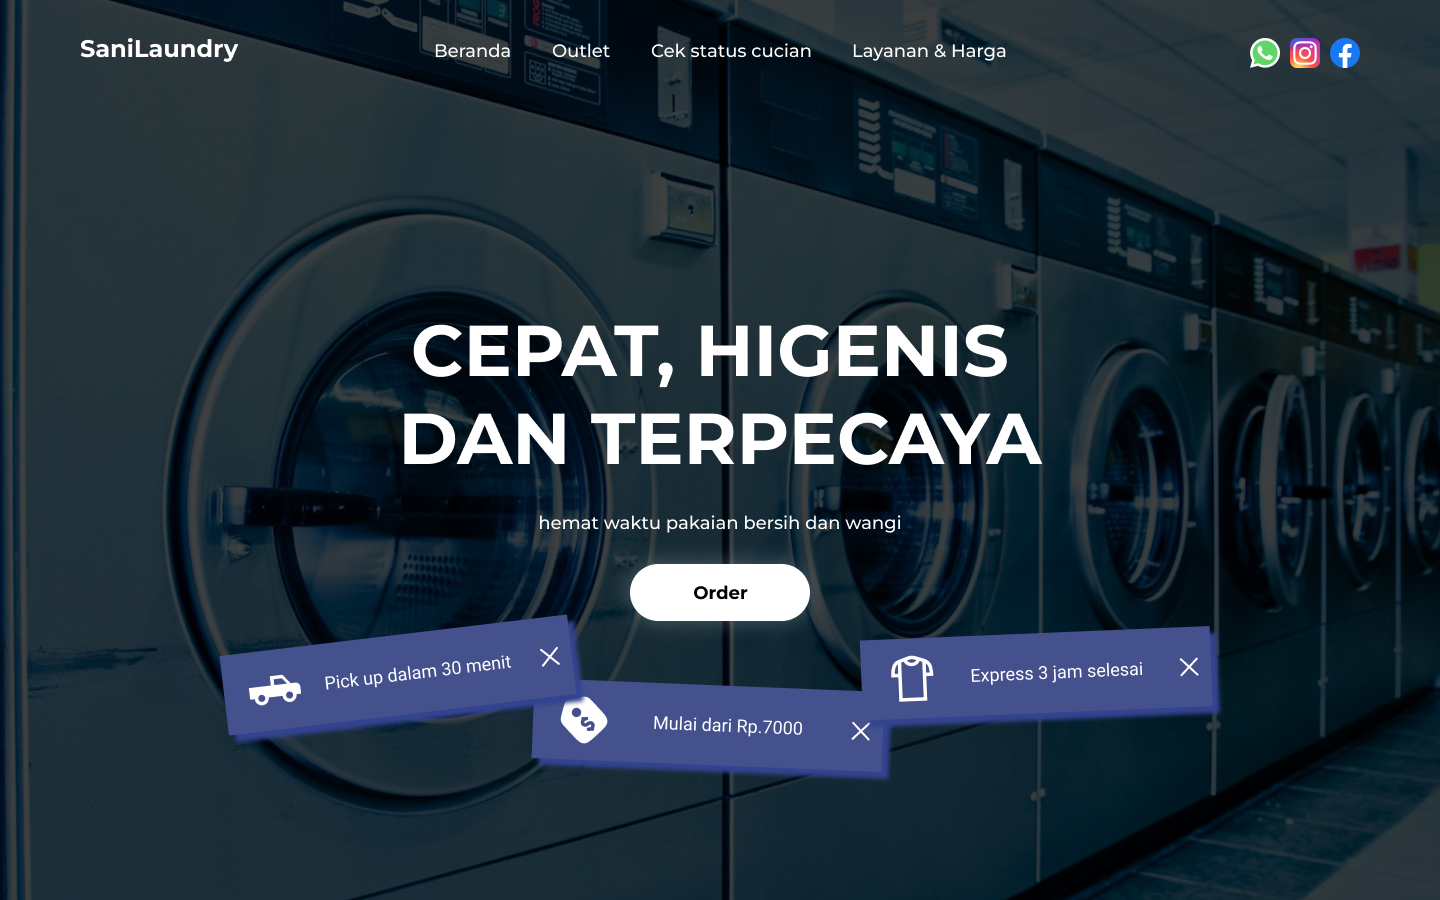 SaniLaundry
Beranda
Outlet
Cek status cucian
Layanan & Harga
CEPAT, HIGENIS
DAN TERPECAYA
hemat waktu pakaian bersih dan wangi
Order
Pick up dalam 30 menit
Mulai dari Rp.7000
Express 3 jam selesai